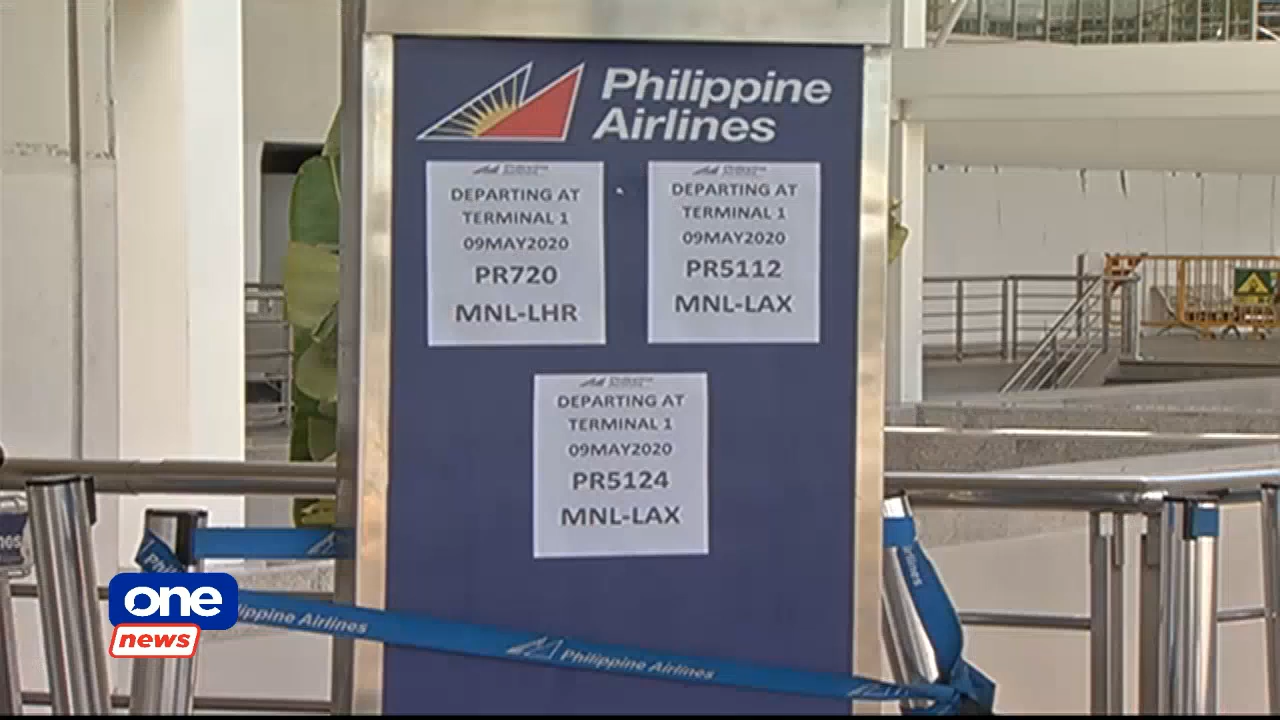 Philippine
Airlines
DEPARTING AT
TERMINAL 1
09MAY2020
PR720
MNL-LHR
DEPARTING AT
TERMINAL 1
09MAY2020
PR5112
MNL-LAX
DEPARTING AT
TERMINAL 1
09MAY2020
PR5124
MNL-LAX
one
news
Philippine Airlines
Airlines